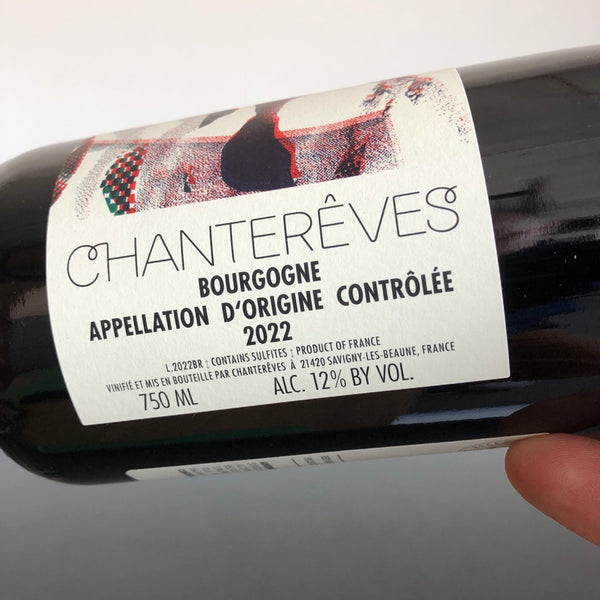 CHANTERÊVES
BOURGOGNE
APPELLATION D'ORIGINE CONTRÔLÉE
2022
L.2022BR : CONTAINS SULFITES : PRODUCT OF FRANCE
VINIFIÉ ET MIS EN BOUTEILLE PAR CHANTERÊVES À 21420 SAVIGNY-LES-BEAUNE, FRANCE
750 ML ALC. 12% BY VOL.